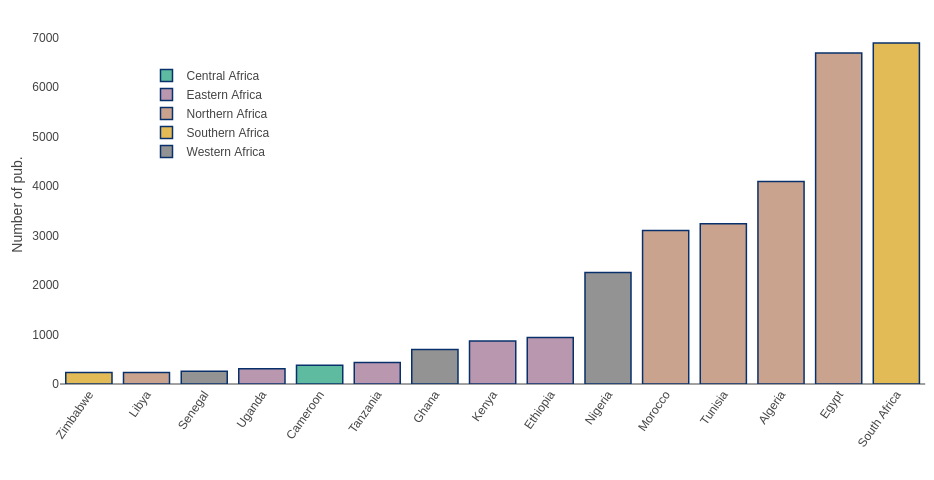 7000
6000
5000
4000
3000
2000
1000
0
Number of pub.
Central Africa
Eastern Africa
Northern Africa
Southern Africa
Western Africa
Zimbabwe
Libya
Senegal
Uganda
Cameroon
Tanzania
Ghana
Kenya
Ethiopia
Nigeria
Morocco
Tunisia
Algeria
Egypt
South Africa